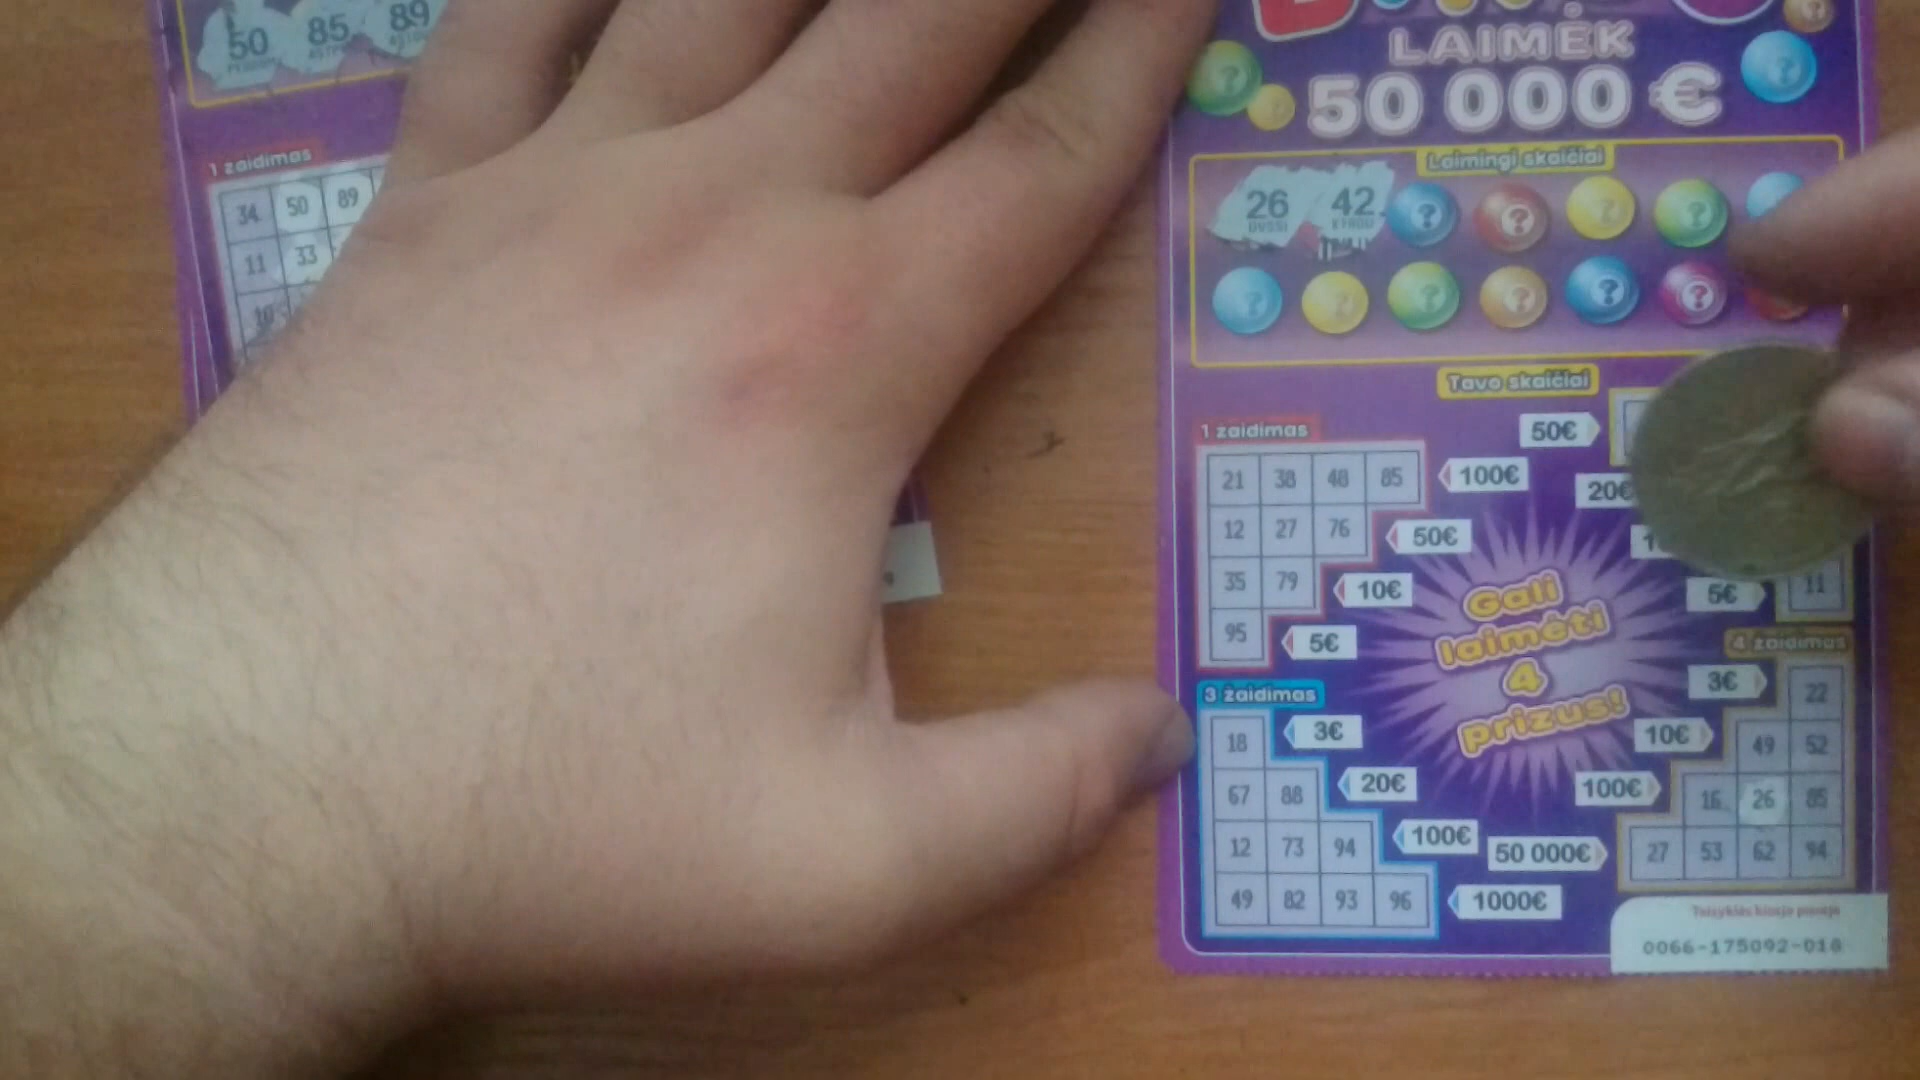 50 85 89
1 žaidimas
34 50 89
11 33
10
LAIMĖK
50 000 €
Laimingi skaičiai
26 42
Tavo skaičiai
1 žaidimas
50€
21 38 48 85
100€
20€
12 27 76
50€
35 79
10€
5€
11
95
5€
4 žaidimas
Gali
laimėti
4
prizus!
3 žaidimas
18
3€
3€
22
10€
49 52
67 88
20€
100€
16 26 85
12 73 94
100€
50 000€
27 53 62 94
49 82 93 96
1000€
0066-175092-018